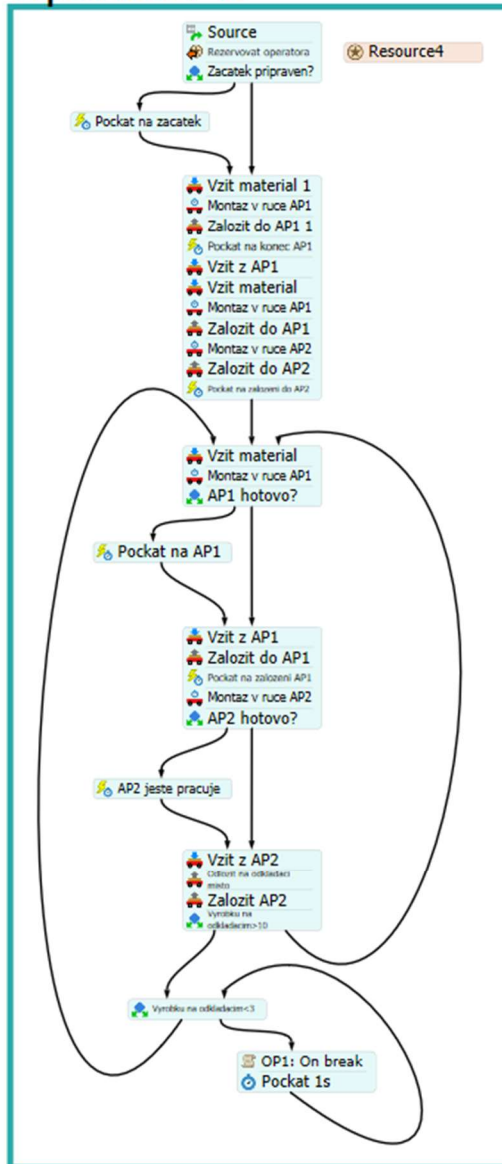 Source
Rezervovat operatora
Zacatek pripraven?
Resource4
Pockat na zacatek
Vzit material 1
Montaz v ruce AP1
Zalozit do AP1 1
Pockat na konec AP1
Vzit z AP1
Vzit material
Montaz v ruce AP1
Zalozit do AP1
Montaz v ruce AP2
Zalozit do AP2
Pockat na zalozeni do AP2
Vzit material
Montaz v ruce AP1
AP1 hotovo?
Pockat na AP1
Vzit z AP1
Zalozit do AP1
Pockat na zalozeni AP1
Montaz v ruce AP2
AP2 hotovo?
AP2 jeste pracuje
Vzit z AP2
Odlozit na odkladaci
misto
Zalozit AP2
Vyrobku na
odkladacim>10
Vyrobku na odkladacim<3
OP1: On break
Pockat 1s